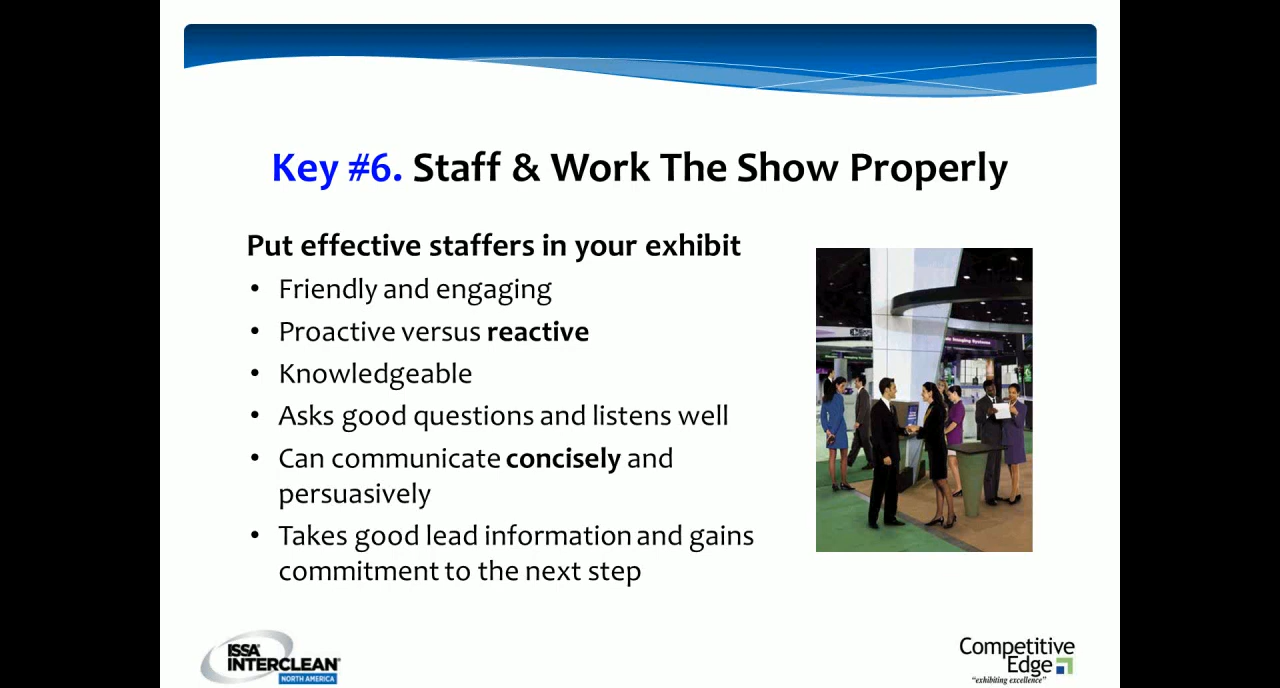 Key #6. Staff & Work The Show Properly
Put effective staffers in your exhibit
• Friendly and engaging
• Proactive versus reactive
• Knowledgeable
• Asks good questions and listens well
• Can communicate concisely and
persuasively
• Takes good lead information and gains
commitment to the next step
ISSA
INTERCLEAN
NORTH AMERICA
Competitive
Edge
"exhibiting excellence"